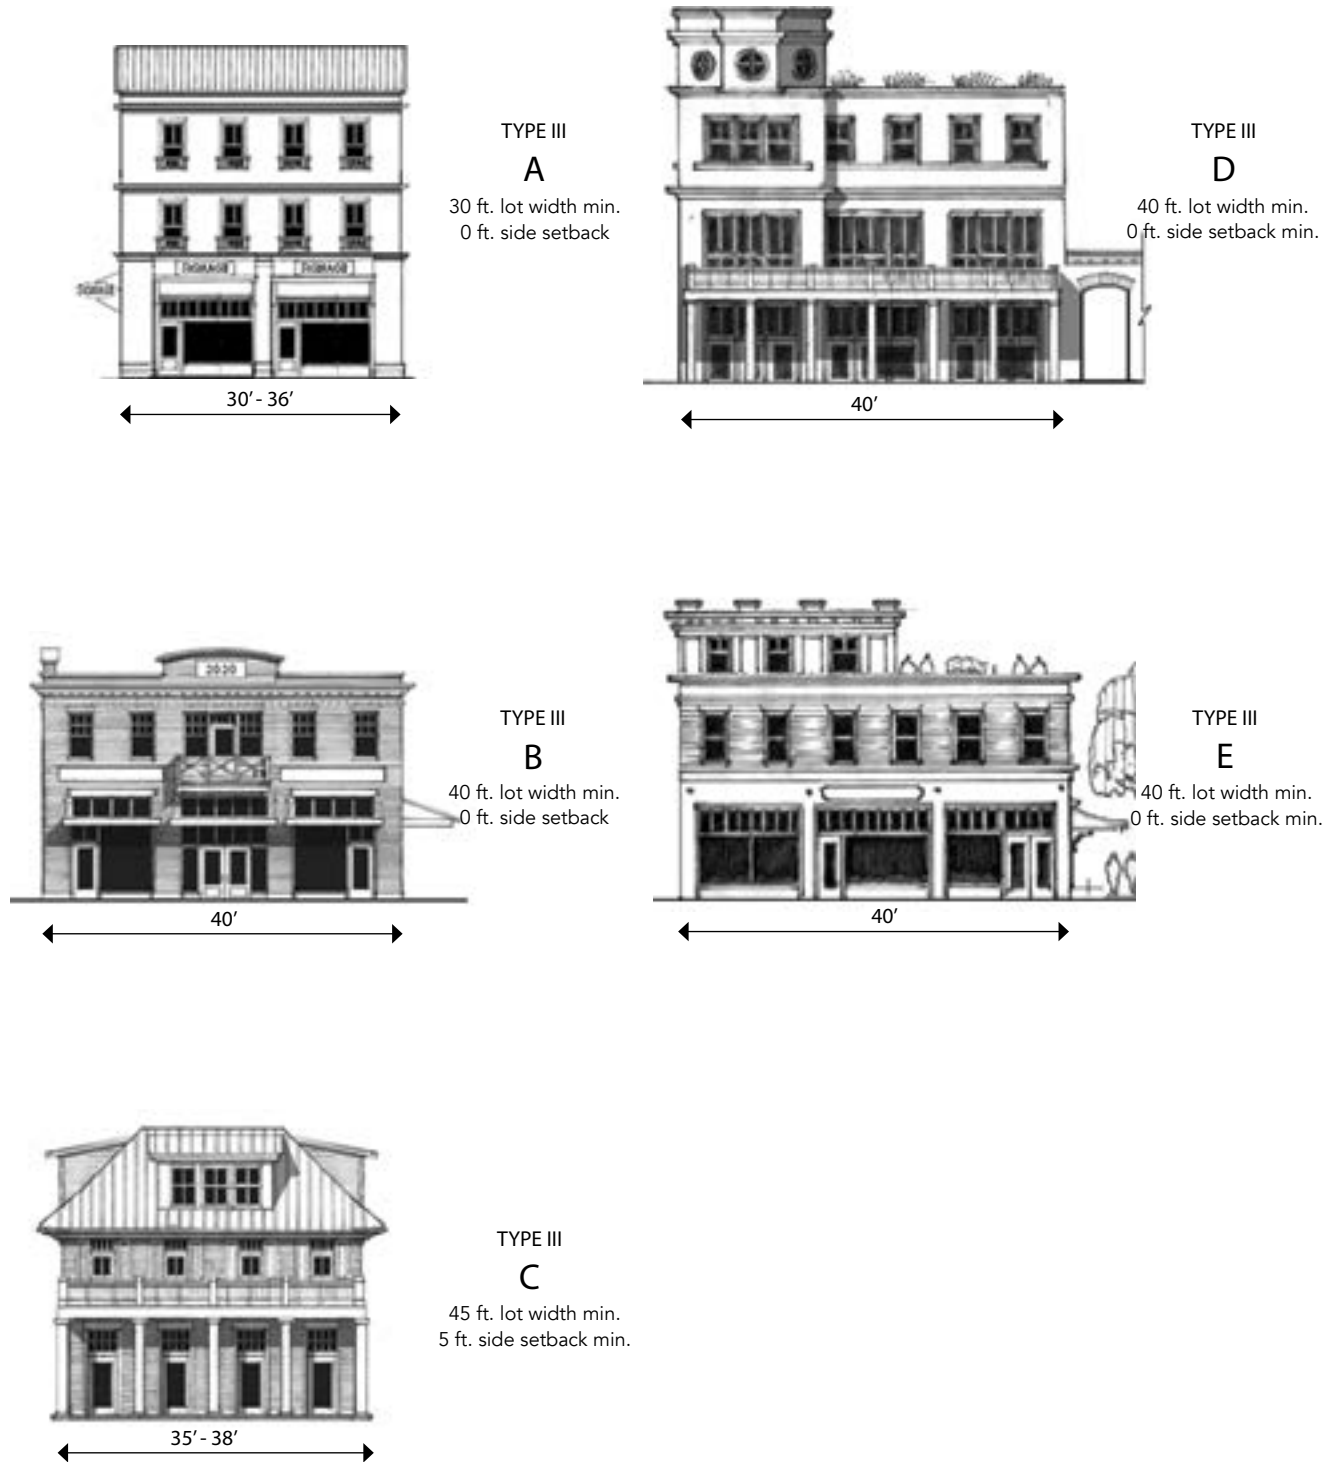 TYPE III
A
30 ft. lot width min.
0 ft. side setback
SIGNAGE
SIGNAGE
SIGNAGE
30’ - 36’
TYPE III
D
40 ft. lot width min.
0 ft. side setback min.
40’
2020
TYPE III
B
40 ft. lot width min.
0 ft. side setback
40’
TYPE III
E
40 ft. lot width min.
0 ft. side setback min.
40’
TYPE III
C
45 ft. lot width min.
5 ft. side setback min.
35’ - 38’